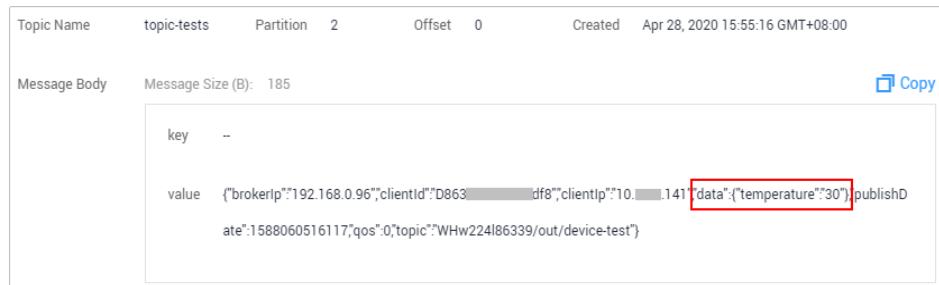 Topic Name topic-tests Partition 2 Offset 0 Created Apr 28, 2020 15:55:16 GMT+08:00
Message Body Message Size (B): 185 Copy
key --
value {"brokerIp":"192.168.0.96","clientId":"D863 df8","clientIp":"10. .141","data":{"temperature":"30"},"publishD
ate":1588060516117,"qos":0,"topic":"WHw224l86339/out/device-test"}